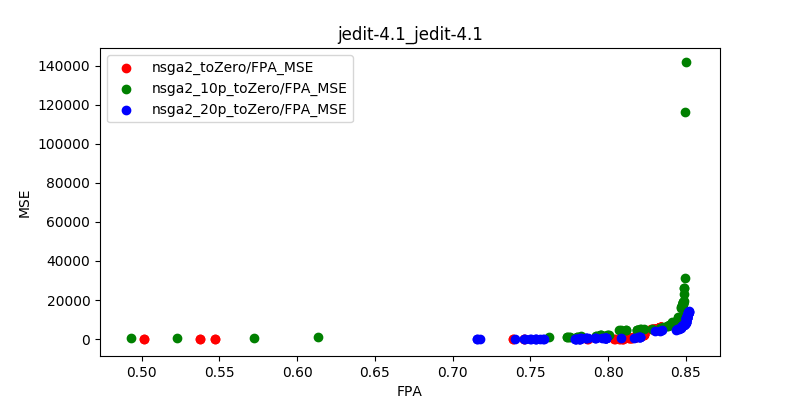 jedit-4.1_jedit-4.1
nsga2_toZero/FPA_MSE
nsga2_10p_toZero/FPA_MSE
nsga2_20p_toZero/FPA_MSE
MSE
140000
120000
100000
80000
60000
40000
20000
0
0.50 0.55 0.60 0.65 0.70 0.75 0.80 0.85
FPA